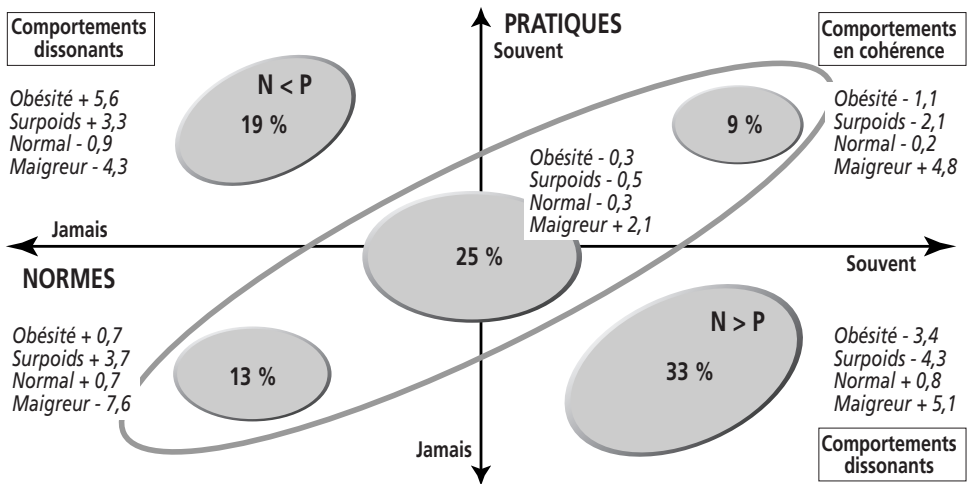 Comportements
dissonants
PRATIQUES
Souvent
Comportements
en cohérence
Obésité + 5,6
Surpoids + 3,3
Normal - 0,9
Maigreur - 4,3
N < P
19 %
9 %
Obésité - 1,1
Surpoids - 2,1
Normal - 0,2
Maigreur + 4,8
Obésité - 0,3
Surpoids - 0,5
Normal - 0,3
Maigreur + 2,1
Jamais
NORMES
25 %
Souvent
Obésité + 0,7
Surpoids + 3,7
Normal + 0,7
Maigreur - 7,6
13 %
N > P
33 %
Obésité - 3,4
Surpoids - 4,3
Normal + 0,8
Maigreur + 5,1
Jamais
Comportements
dissonants